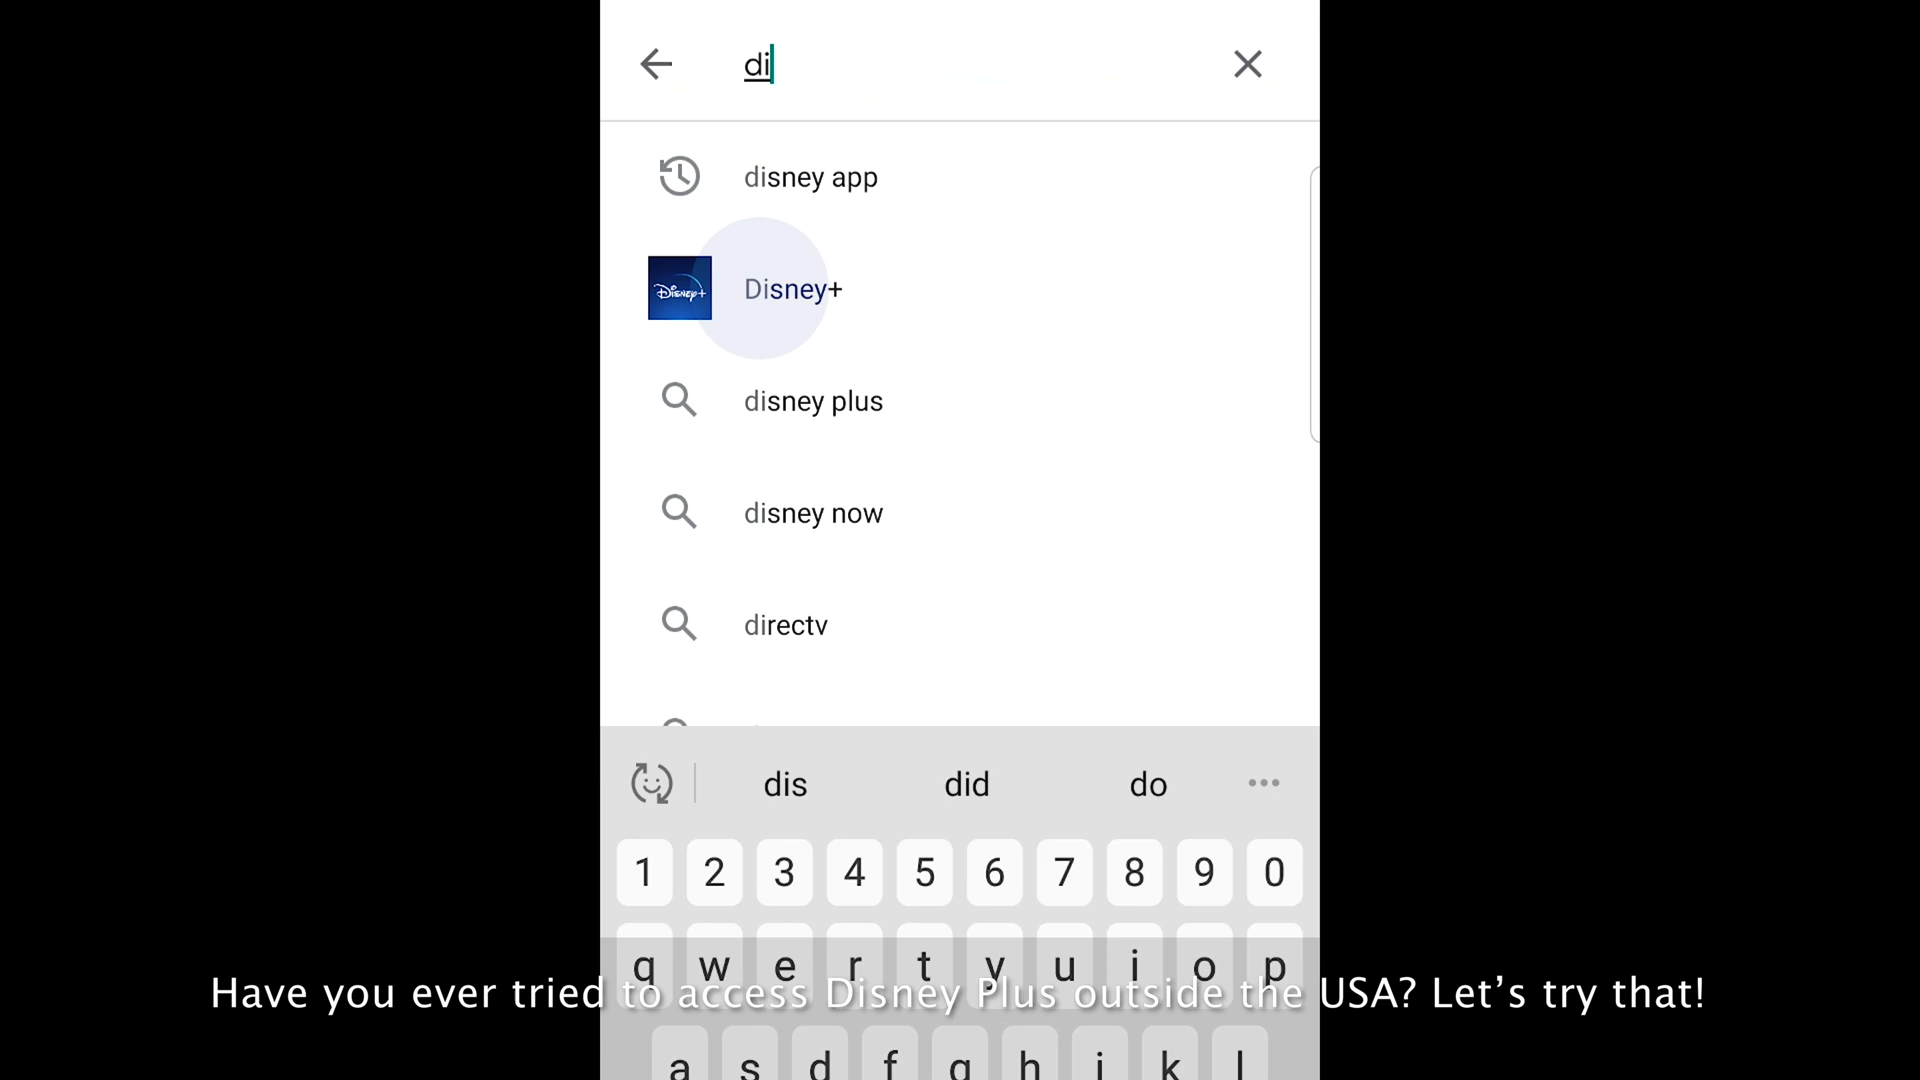 di
disney app
Disney+
Disney+
disney plus
disney now
directv
dis did do
1 2 3 4 5 6 7 8 9 0
q w e r t y u i o p
Have you ever tried to access Disney Plus outside the USA? Let’s try that!
a s d f g h j k l